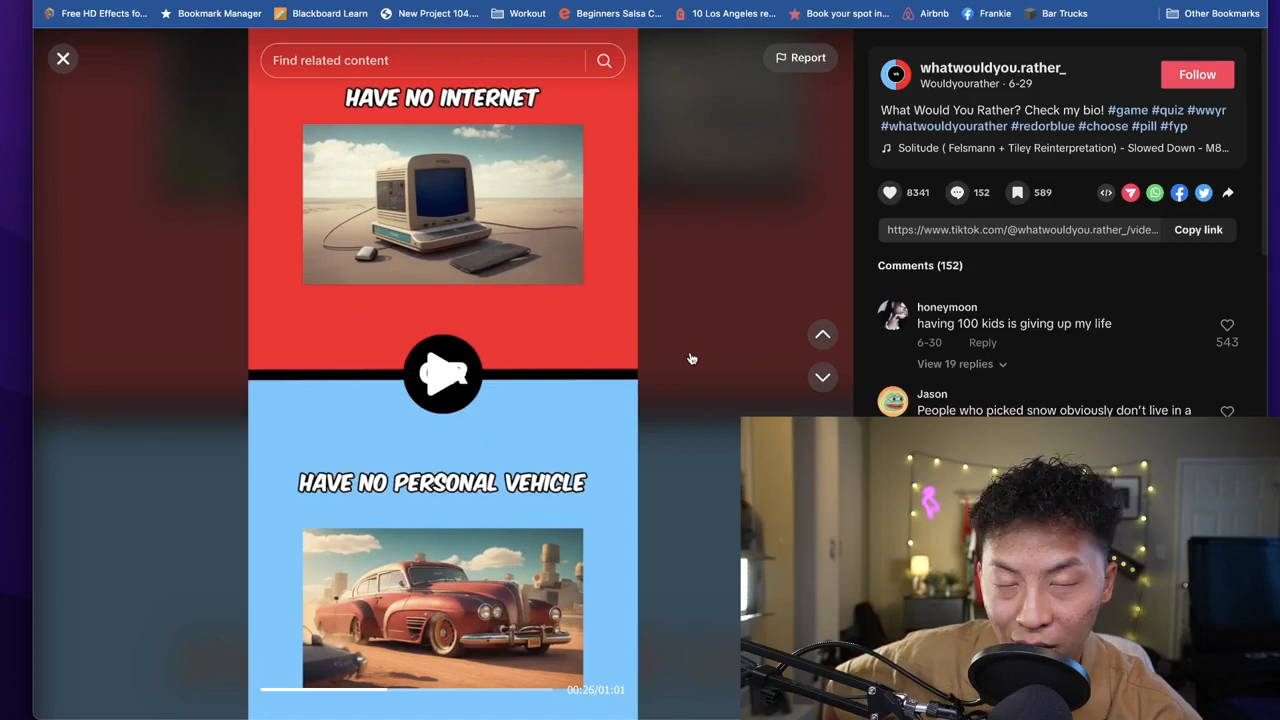 Free HD Effects fo...
Bookmark Manager
Blackboard Learn
New Project 104....
Workout
Beginners Salsa C...
10 Los Angeles re...
Book your spot in...
Airbnb
Frankie
Bar Trucks
Other Bookmarks
Find related content
Report
HAVE NO INTERNET
OR
HAVE NO PERSONAL VEHICLE
00:26/01:01
whatwouldyou.rather_
Wouldyourather · 6-29
Follow
What Would You Rather? Check my bio! #game #quiz #wwyr
#whatwouldyourather #redorblue #choose #pill #fyp
Solitude ( Felsmann + Tiley Reinterpretation) - Slowed Down - M8...
8341
152
589
https://www.tiktok.com/@whatwouldyou.rather_/vide...
Copy link
Comments (152)
honeymoon
having 100 kids is giving up my life
6-30
Reply
543
View 19 replies
Jason
People who picked snow obviously don't live in a